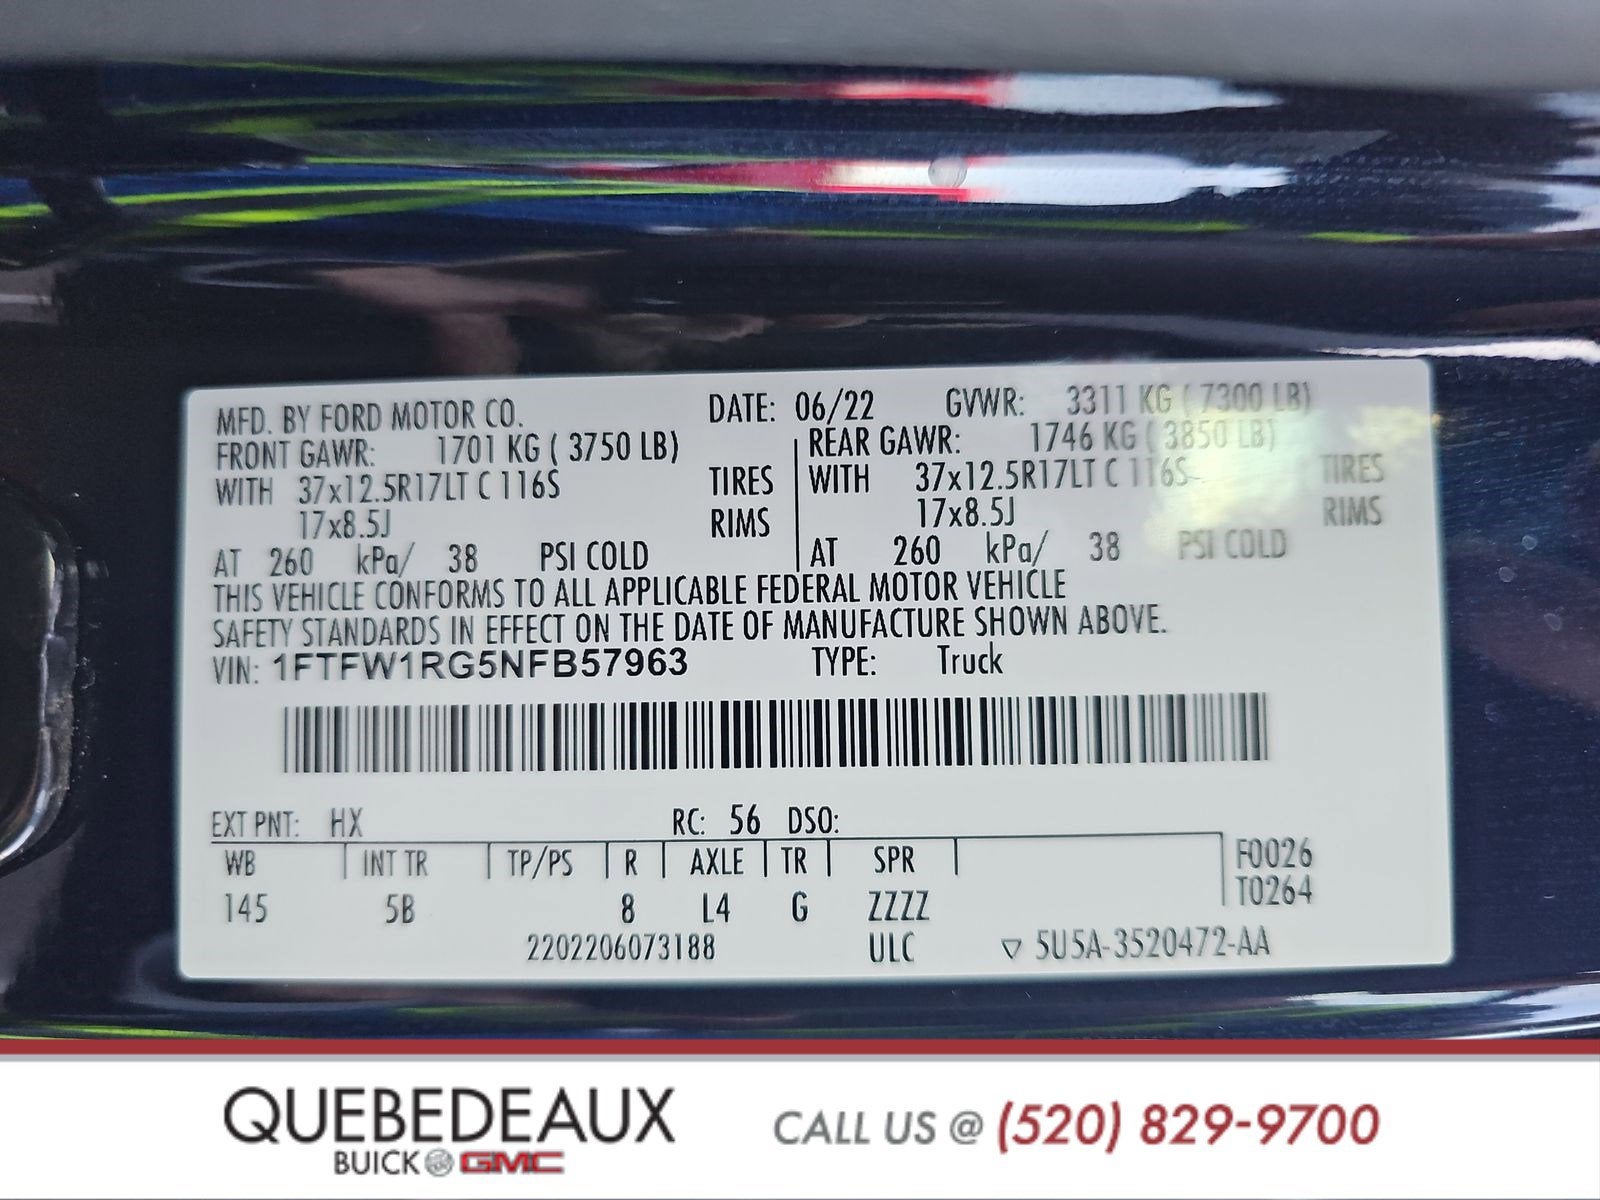 MFD. BY FORD MOTOR CO. DATE: 06/22 GVWR: 3311 KG ( 7300 LB)
FRONT GAWR: 1701 KG ( 3750 LB) REAR GAWR: 1746 KG ( 3850 LB)
WITH 37x12.5R17LT C 116S TIRES WITH 37x12.5R17LT C 116S TIRES
17x8.5J RIMS 17x8.5J RIMS
AT 260 kPa/ 38 PSI COLD AT 260 kPa/ 38 PSI COLD
THIS VEHICLE CONFORMS TO ALL APPLICABLE FEDERAL MOTOR VEHICLE
SAFETY STANDARDS IN EFFECT ON THE DATE OF MANUFACTURE SHOWN ABOVE.
VIN: 1FTFW1RG5NFB57963 TYPE: Truck
EXT PNT: HX RC: 56 DSO:
WB INT TR TP/PS R AXLE TR SPR F0026
T0264
145 5B 8 L4 G ZZZZ
2202206073188 ULC ▽ 5U5A-3520472-AA
QUEBEDEAUX
BUICK GMC
CALL US @ (520) 829-9700